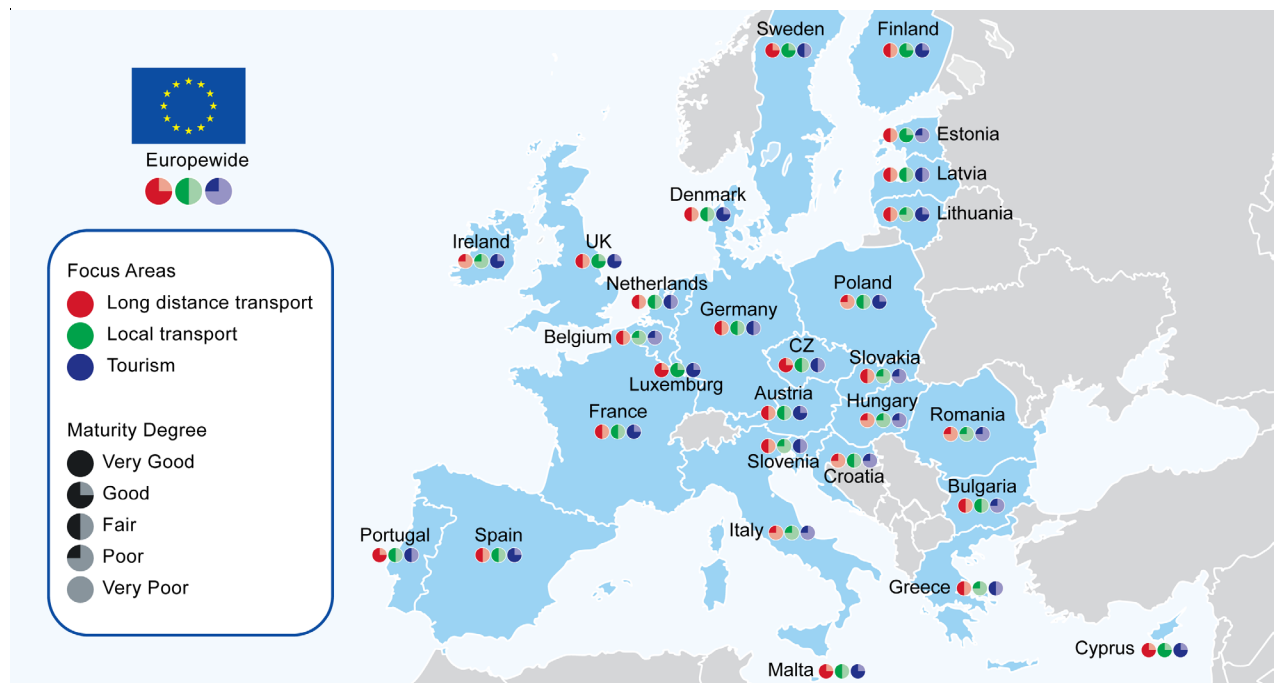 Sweden
Finland
Europewide
Estonia
Latvia
Denmark
Lithuania
Ireland
UK
Focus Areas
Long distance transport
Local transport
Tourism
Netherlands
Poland
Germany
Belgium
CZ
Slovakia
Luxemburg
Austria
Hungary
France
Romania
Maturity Degree
Very Good
Good
Fair
Poor
Very Poor
Slovenia
Croatia
Bulgaria
Portugal
Spain
Italy
Greece
Cyprus
Malta